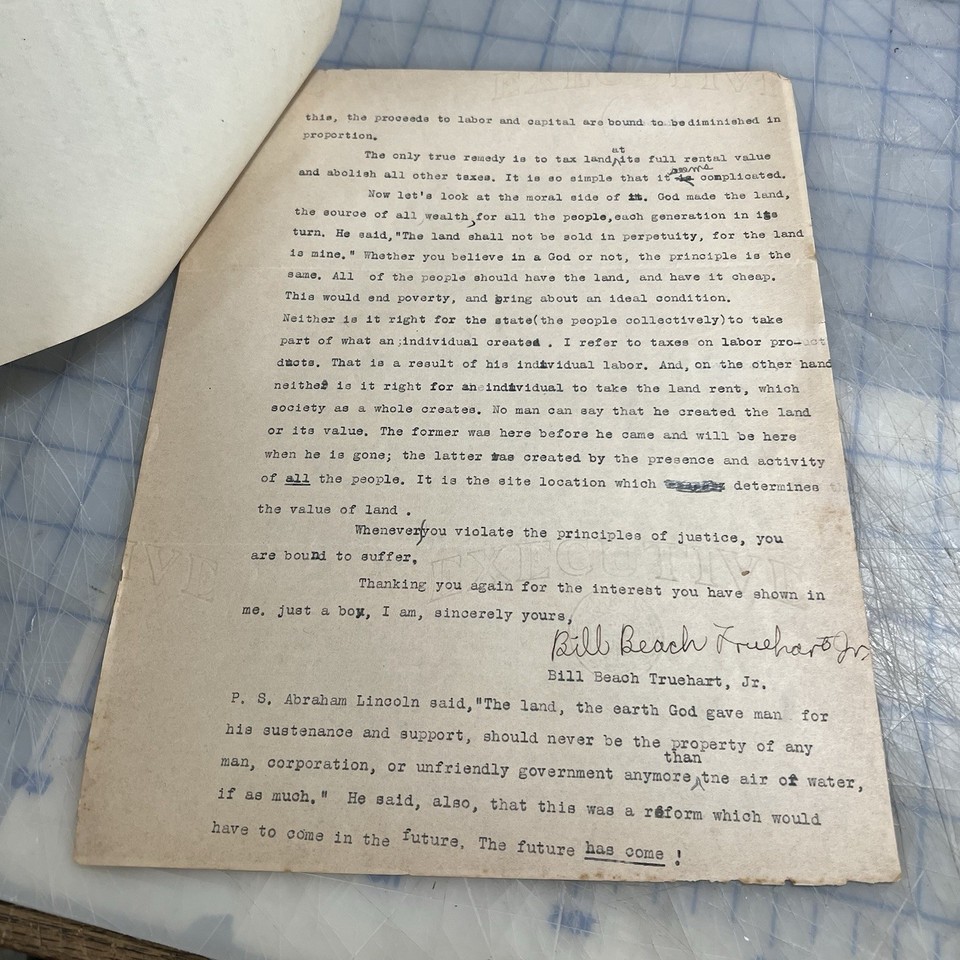 this, the proceeds to labor and capital are bound to be diminished in
proportion.
The only true remedy is to tax land at its full rental value
and abolish all other taxes. It is so simple that it seems complicated.
Now let's look at the moral side of it. God made the land,
the source of all wealth, for all the people,each generation in its
turn. He said,"The land shall not be sold in perpetuity, for the land
is mine." Whether you believe in a God or not, the principle is the
same. All of the people should have the land, and have it cheap.
This would end poverty, and bring about an ideal condition.
Neither is it right for the state(the people collectively)to take
part of what an individual created . I refer to taxes on labor pro-
ducts. That is a result of his individual labor. And, on the other hand
neither is it right for an individual to take the land rent, which
society as a whole creates. No man can say that he created the land
or its value. The former was here before he came and will be here
when he is gone; the latter was created by the presence and activity
of all the people. It is the site location which determines
the value of land .
Whenever you violate the principles of justice, you
are bound to suffer.
Thanking you again for the interest you have shown in
me. just a boy, I am, sincerely yours,
Bill Beach Truehart Jr.
Bill Beach Truehart, Jr.
P. S. Abraham Lincoln said,"The land, the earth God gave man for
his sustenance and support, should never be the property of any
man, corporation, or unfriendly government anymore than tne air of water,
if as much." He said, also, that this was a reform which would
have to come in the future. The future has come !
EXECUTIVE